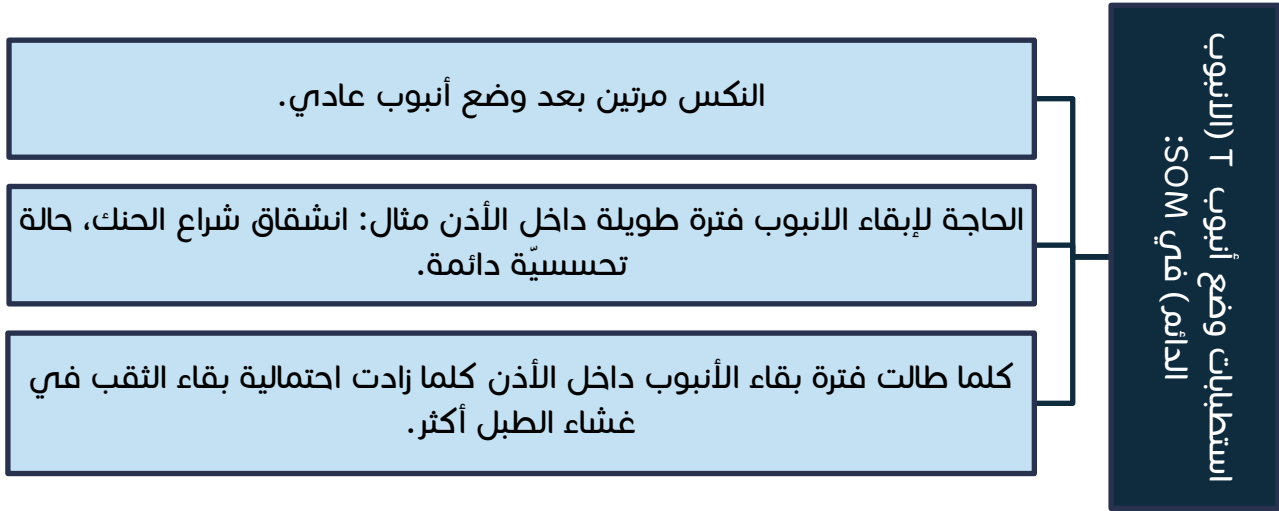 استطبابات وضع أنبوب T (الانبوب
الدائم) في SOM:
النكس مرتين بعد وضع أنبوب عادي.
الحاجة لإبقاء الانبوب فترة طويلة داخل الأذن مثال: انشقاق شراع الحنك، حالة
تحسسيّة دائمة.
كلما طالت فترة بقاء الأنبوب داخل الأذن كلما زادت احتمالية بقاء الثقب في
غشاء الطبل أكثر.